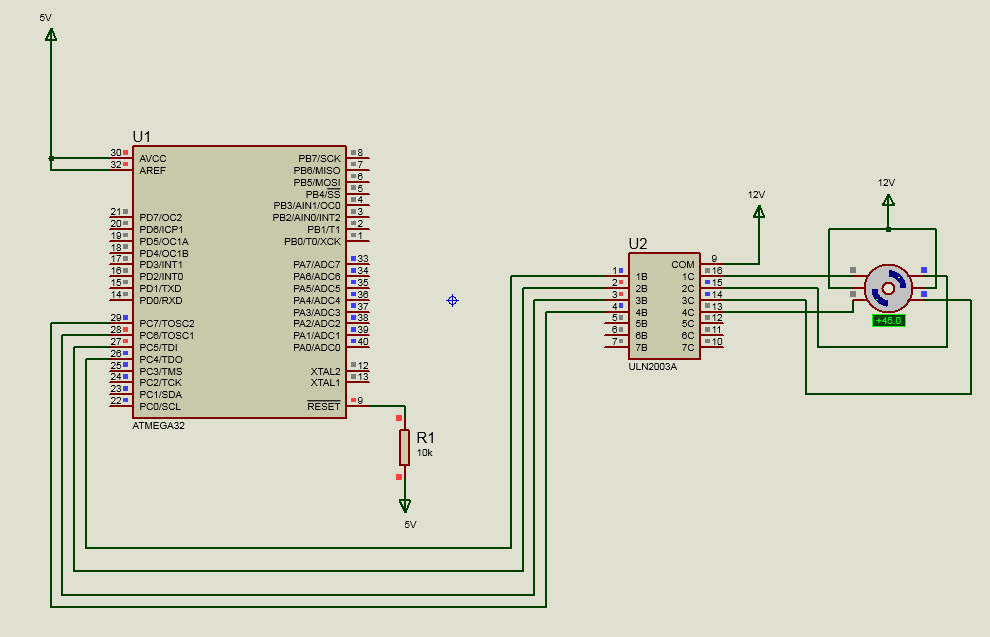 5V
U1
30 AVCC
32 AREF
21 PD7/OC2
20 PD6/ICP1
19 PD5/OC1A
18 PD4/OC1B
17 PD3/INT1
16 PD2/INT0
15 PD1/TXD
14 PD0/RXD
29 PC7/TOSC2
28 PC6/TOSC1
27 PC5/TDI
26 PC4/TDO
25 PC3/TMS
24 PC2/TCK
23 PC1/SDA
22 PC0/SCL
PB7/SCK 8
PB6/MISO 7
PB5/MOSI 6
PB4/SS 5
PB3/AIN1/OC0 4
PB2/AIN0/INT2 3
PB1/T1 2
PB0/T0/XCK 1
PA7/ADC7 33
PA6/ADC6 34
PA5/ADC5 35
PA4/ADC4 36
PA3/ADC3 37
PA2/ADC2 38
PA1/ADC1 39
PA0/ADC0 40
XTAL2 12
XTAL1 13
RESET 9
ATMEGA32
R1
10k
5V
U2
1 1B
2 2B
3 3B
4 4B
5 5B
6 6B
7 7B
COM 9
1C 16
2C 15
3C 14
4C 13
5C 12
6C 11
7C 10
ULN2003A
12V
12V
+45.0